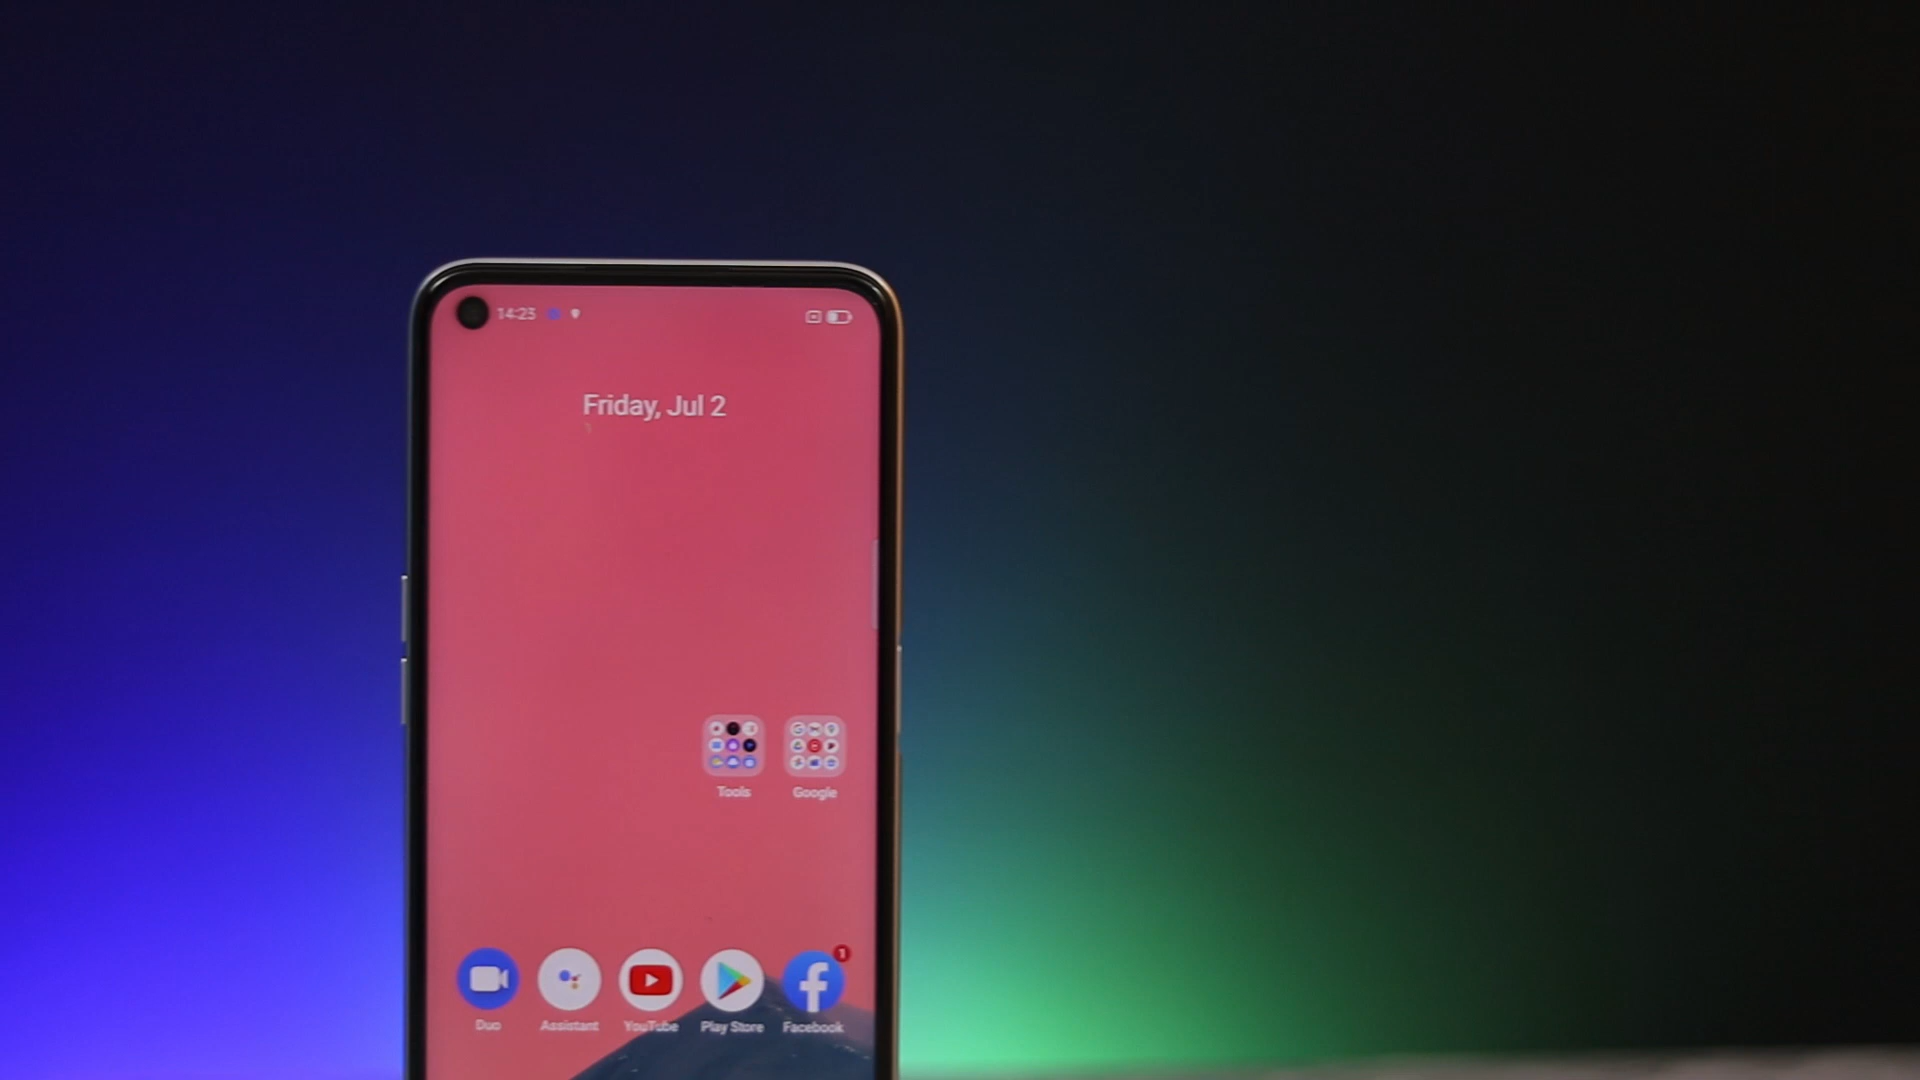 14:25
Friday, Jul 2
Tools Google
1
Duo Assistant YouTube Play Store Facebook